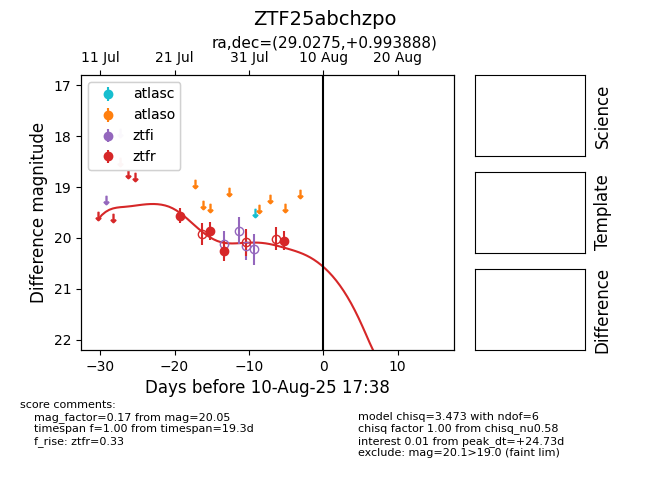 ZTF25abchzpo
ra,dec=(29.0275,+0.993888)
11 Jul 21 Jul 31 Jul 10 Aug 20 Aug
17
18
19
20
21
22
Difference magnitude
atlasc
atlaso
ztfi
ztfr
−30 −20 −10 0 10
Days before 10-Aug-25 17:38
Science
Template
Difference
score comments:
mag_factor=0.17 from mag=20.05
timespan f=1.00 from timespan=19.3d
f_rise: ztfr=0.33
model chisq=3.473 with ndof=6
chisq factor 1.00 from chisq_nu0.58
interest 0.01 from peak_dt=+24.73d
exclude: mag=20.1>19.0 (faint lim)